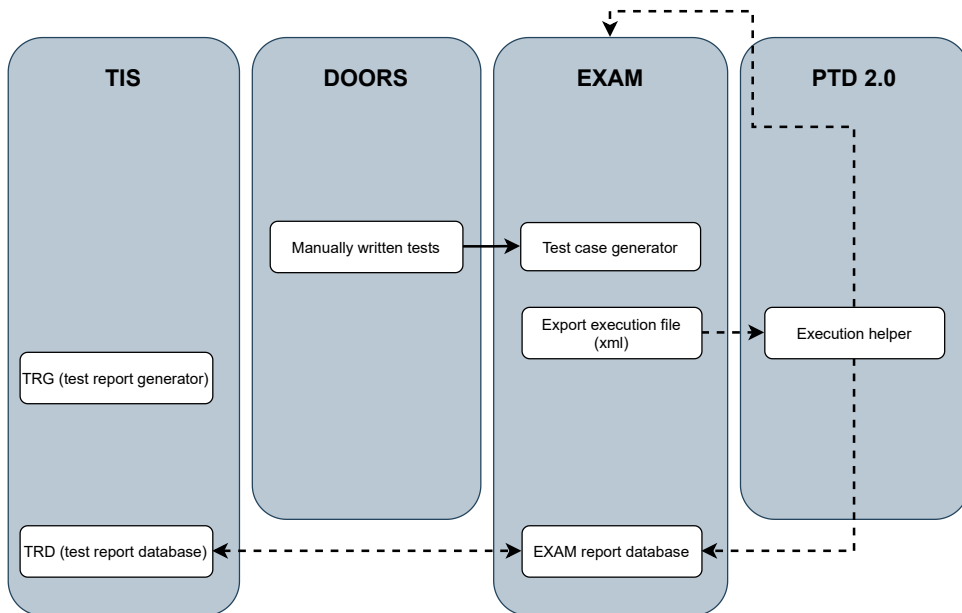 TIS
DOORS
EXAM
PTD 2.0
Manually written tests
Test case generator
Export execution file
(xml)
Execution helper
TRG (test report generator)
TRD (test report database)
EXAM report database